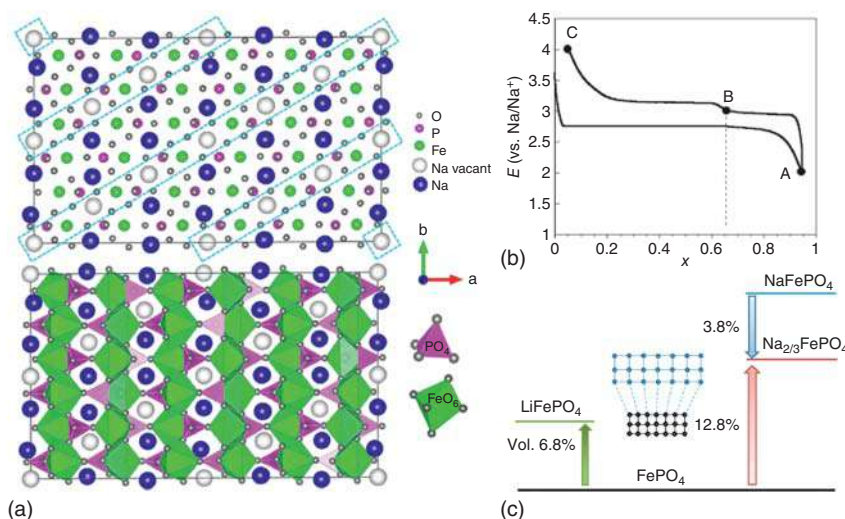 O
P
Fe
Na vacant
Na
b
a
PO₄
FeO₆
(a)
4.5
4
3.5
3
2.5
2
1.5
1
E (vs. Na/Na⁺)
C
B
A
0
0.2
0.4
0.6
0.8
1
x
(b)
NaFePO₄
3.8%
Na₂/₃FePO₄
12.8%
LiFePO₄
Vol. 6.8%
FePO₄
(c)